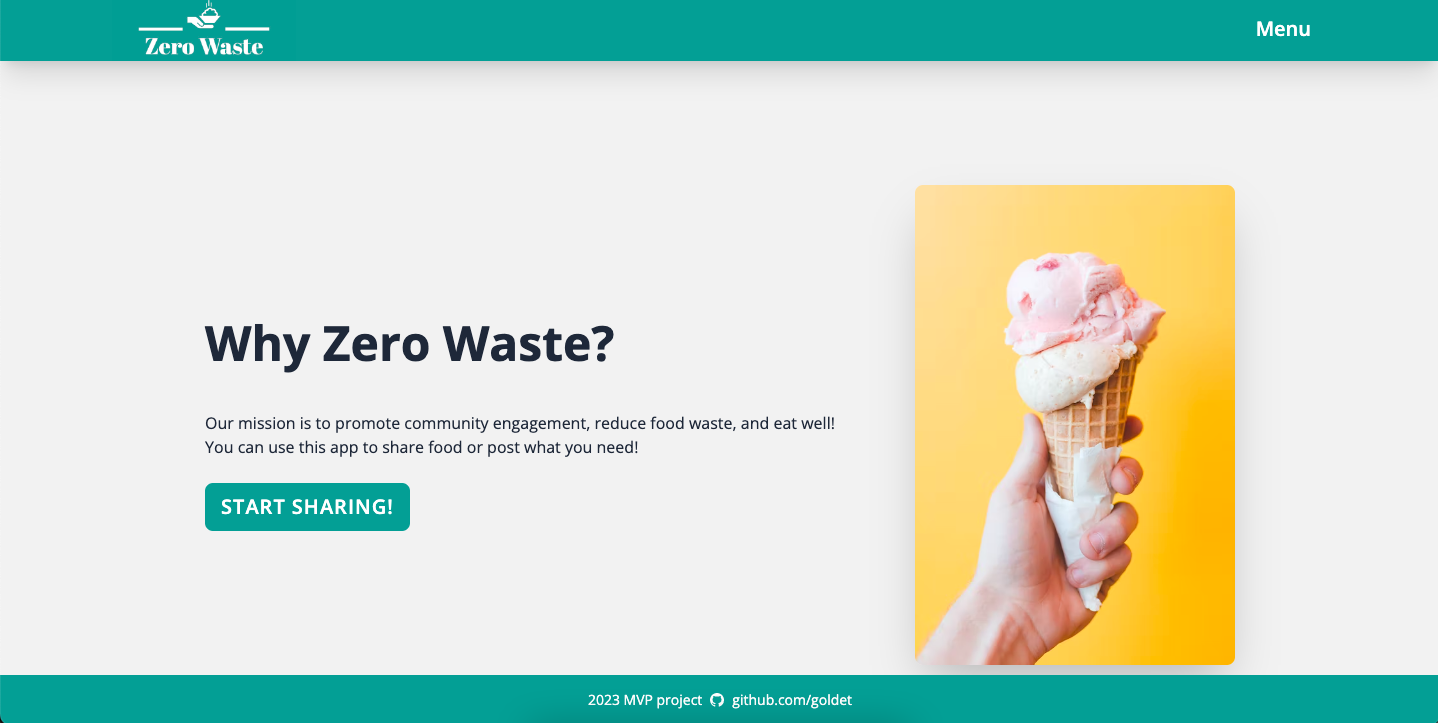 Zero Waste
Menu
Why Zero Waste?
Our mission is to promote community engagement, reduce food waste, and eat well!
You can use this app to share food or post what you need!
START SHARING!
2023 MVP project github.com/goldet